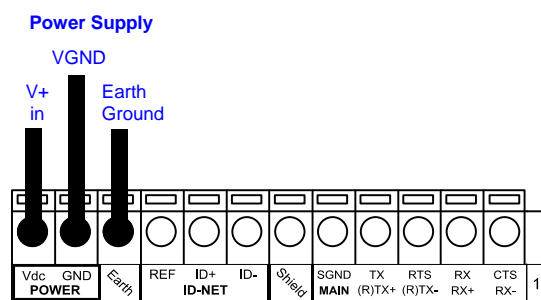 Power Supply
VGND
V+ in
Earth Ground
Vdc GND Earth REF ID+ ID- Shield SGND TX RTS RX CTS
POWER ID-NET MAIN (R)TX+ (R)TX- RX+ RX- 1